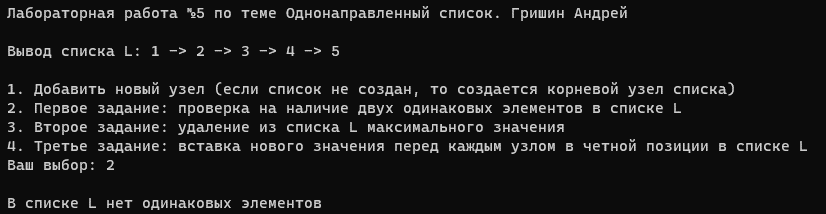 Лабораторная работа №5 по теме Однонаправленный список. Гришин Андрей
Вывод списка L: 1 -> 2 -> 3 -> 4 -> 5
1. Добавить новый узел (если список не создан, то создается корневой узел списка)
2. Первое задание: проверка на наличие двух одинаковых элементов в списке L
3. Второе задание: удаление из списка L максимального значения
4. Третье задание: вставка нового значения перед каждым узлом в четной позиции в списке L
Ваш выбор: 2
В списке L нет одинаковых элементов